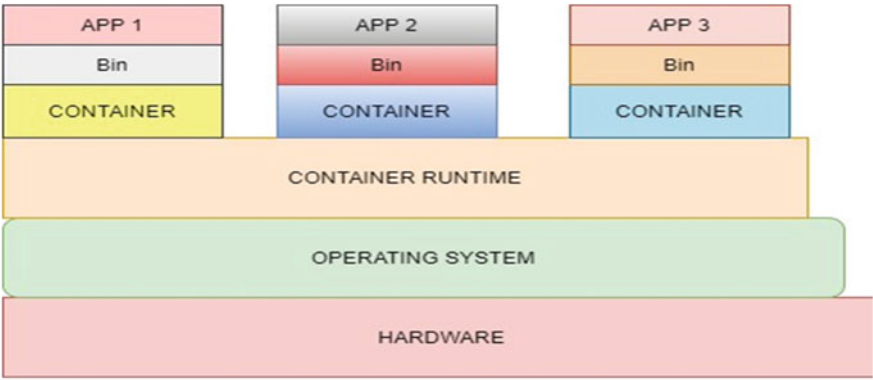 APP 1 APP 2 APP 3
Bin Bin Bin
CONTAINER CONTAINER CONTAINER
CONTAINER RUNTIME
OPERATING SYSTEM
HARDWARE